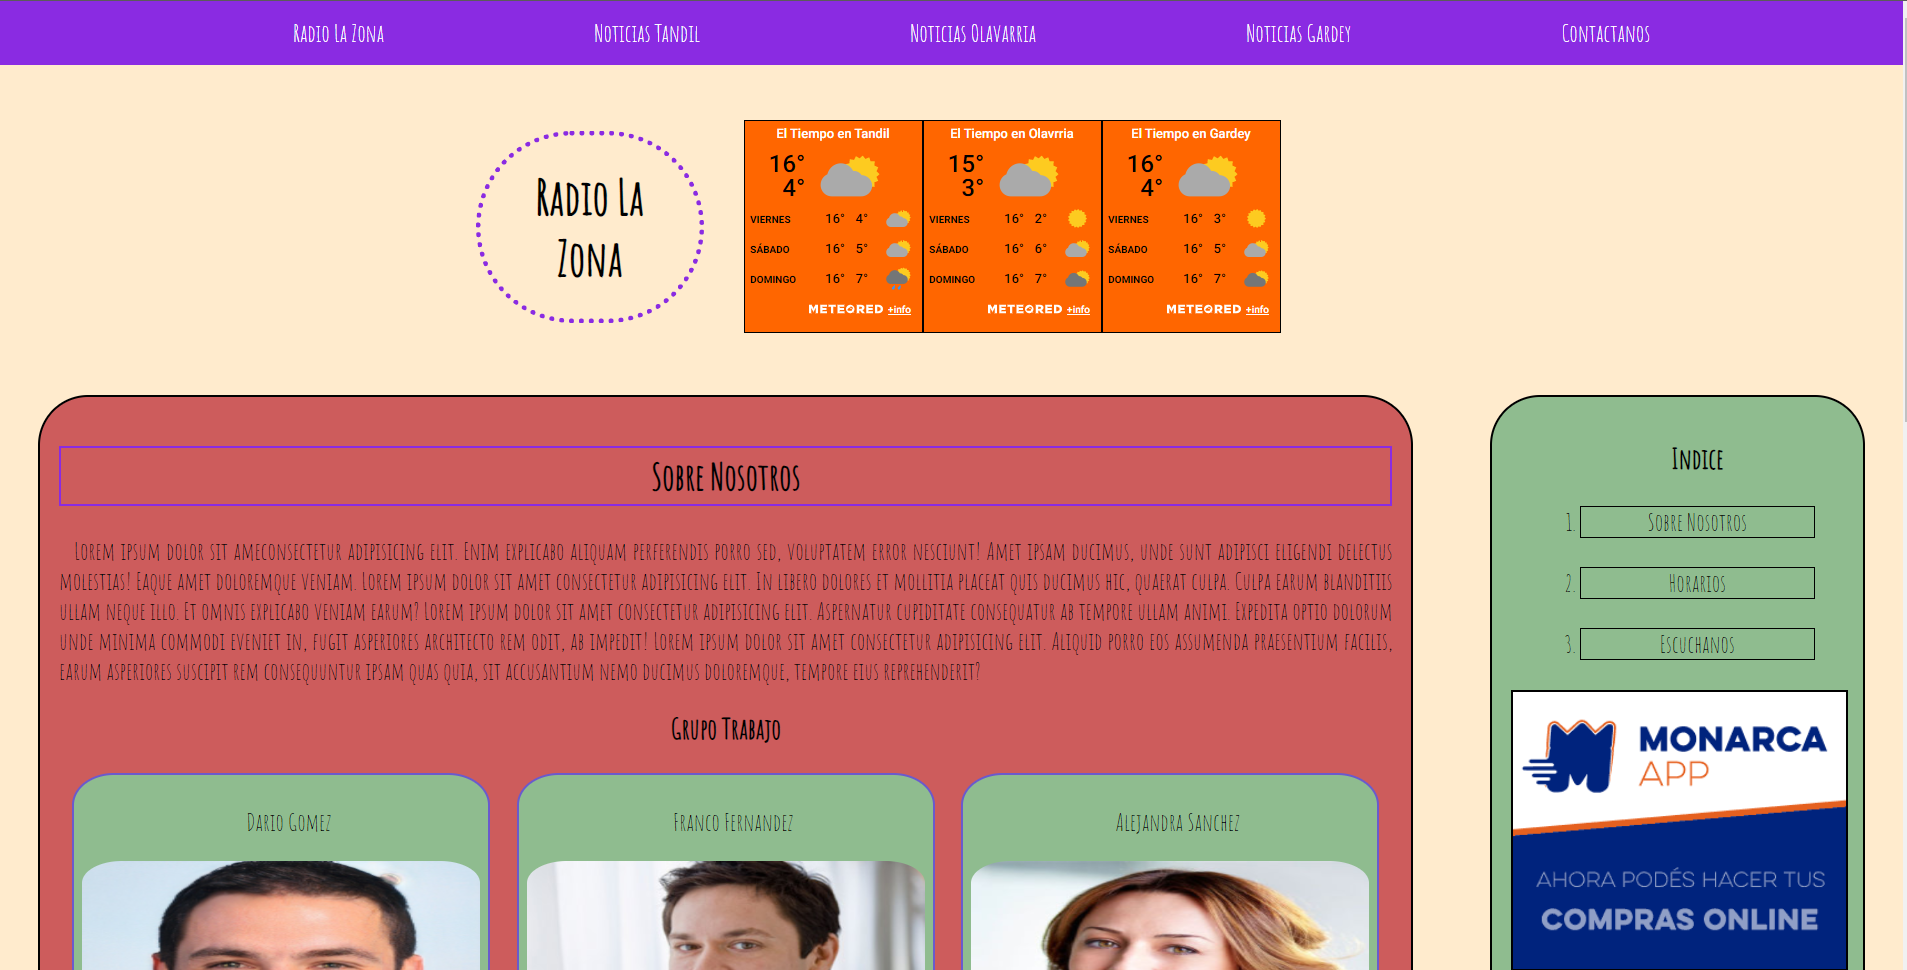 Radio La Zona
Noticias Tandil
Noticias Olavarria
Noticias Gardey
Contactanos
Radio La
Zona
El Tiempo en Tandil
16°
4°
VIERNES 16° 4°
SÁBADO 16° 5°
DOMINGO 16° 7°
METEORED +info
El Tiempo en Olavrria
15°
3°
VIERNES 16° 2°
SÁBADO 16° 6°
DOMINGO 16° 7°
METEORED +info
El Tiempo en Gardey
16°
4°
VIERNES 16° 3°
SÁBADO 16° 5°
DOMINGO 16° 7°
METEORED +info
Sobre Nosotros
Lorem ipsum dolor sit ameconsectetur adipisicing elit. Enim explicabo aliquam perferendis porro sed, voluptatem error nesciunt! Amet ipsam ducimus, unde sunt adipisci eligendi delectus
molestias! Eaque amet doloremque veniam. Lorem ipsum dolor sit amet consectetur adipisicing elit. In libero dolores et mollitia placeat quis ducimus hic, quaerat culpa. Culpa earum blanditiis
ullam neque illo. Et omnis explicabo veniam earum? Lorem ipsum dolor sit amet consectetur adipisicing elit. Aspernatur cupiditate consequatur ab tempore ullam animi. Expedita optio dolorum
unde minima commodi eveniet in, fugit asperiores architecto rem odit, ab impedit! Lorem ipsum dolor sit amet consectetur adipisicing elit. Aliquid porro eos assumenda praesentium facilis,
earum asperiores suscipit rem consequuntur ipsam quas quia, sit accusantium nemo ducimus doloremque, tempore eius reprehenderit?
Grupo Trabajo
Dario Gomez
Franco Fernandez
Alejandra Sanchez
Indice
1. Sobre Nosotros
2. Horarios
3. Escuchanos
MONARCA
APP
AHORA PODÉS HACER TUS
COMPRAS ONLINE